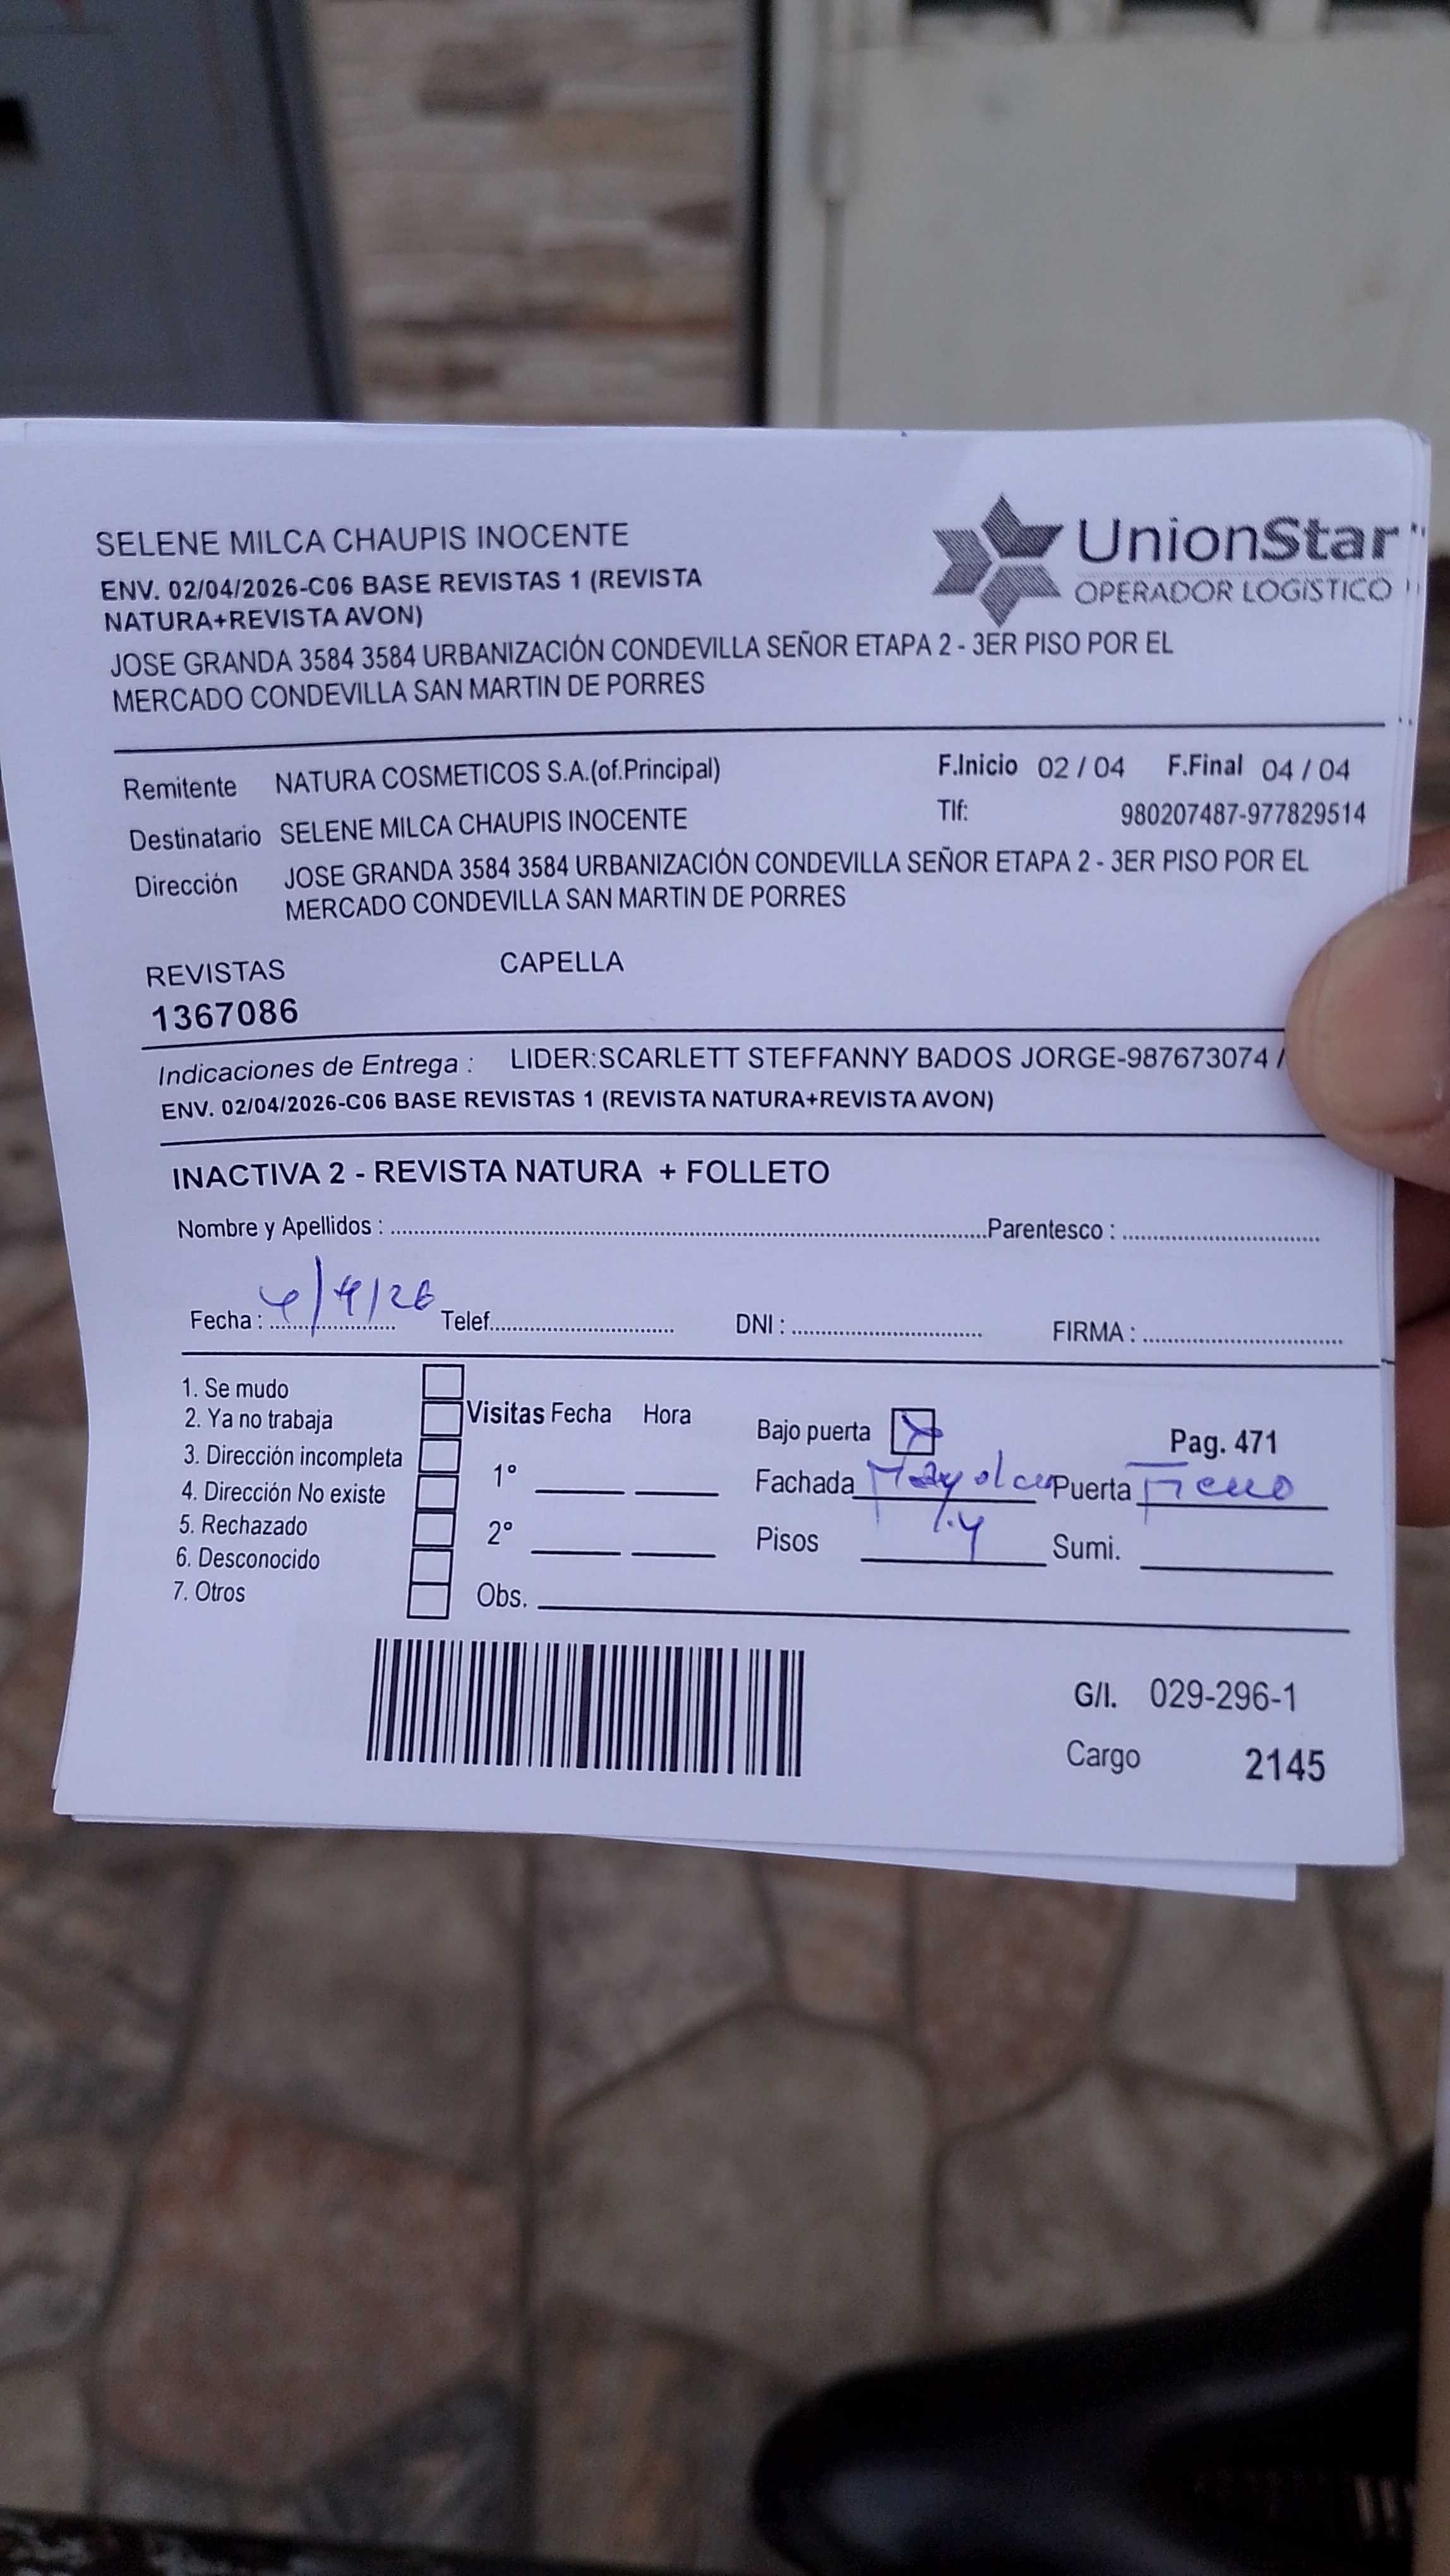 SELENE MILCA CHAUPIS INOCENTE
ENV. 02/04/2026-C06 BASE REVISTAS 1 (REVISTA
NATURA+REVISTA AVON)
JOSE GRANDA 3584 3584 URBANIZACIÓN CONDEVILLA SEÑOR ETAPA 2 - 3ER PISO POR EL
MERCADO CONDEVILLA SAN MARTIN DE PORRES
UnionStar
OPERADOR LOGÍSTICO
Remitente NATURA COSMETICOS S.A.(of.Principal) F.Inicio 02 / 04 F.Final 04 / 04
Destinatario SELENE MILCA CHAUPIS INOCENTE Tlf: 980207487-977829514
Dirección JOSE GRANDA 3584 3584 URBANIZACIÓN CONDEVILLA SEÑOR ETAPA 2 - 3ER PISO POR EL
MERCADO CONDEVILLA SAN MARTIN DE PORRES
REVISTAS CAPELLA
1367086
Indicaciones de Entrega : LIDER:SCARLETT STEFFANNY BADOS JORGE-987673074 /
ENV. 02/04/2026-C06 BASE REVISTAS 1 (REVISTA NATURA+REVISTA AVON)
INACTIVA 2 - REVISTA NATURA + FOLLETO
Nombre y Apellidos : Parentesco :
Fecha : 4/4/26 Telef. DNI : FIRMA :
1. Se mudo
2. Ya no trabaja
3. Dirección incompleta
4. Dirección No existe
5. Rechazado
6. Desconocido
7. Otros
Visitas Fecha Hora
1°
2°
Obs.
Bajo puerta Pag. 471
Fachada Mayolica Puerta Fierro
Pisos 4 Sumi.
G/I. 029-296-1
Cargo 2145